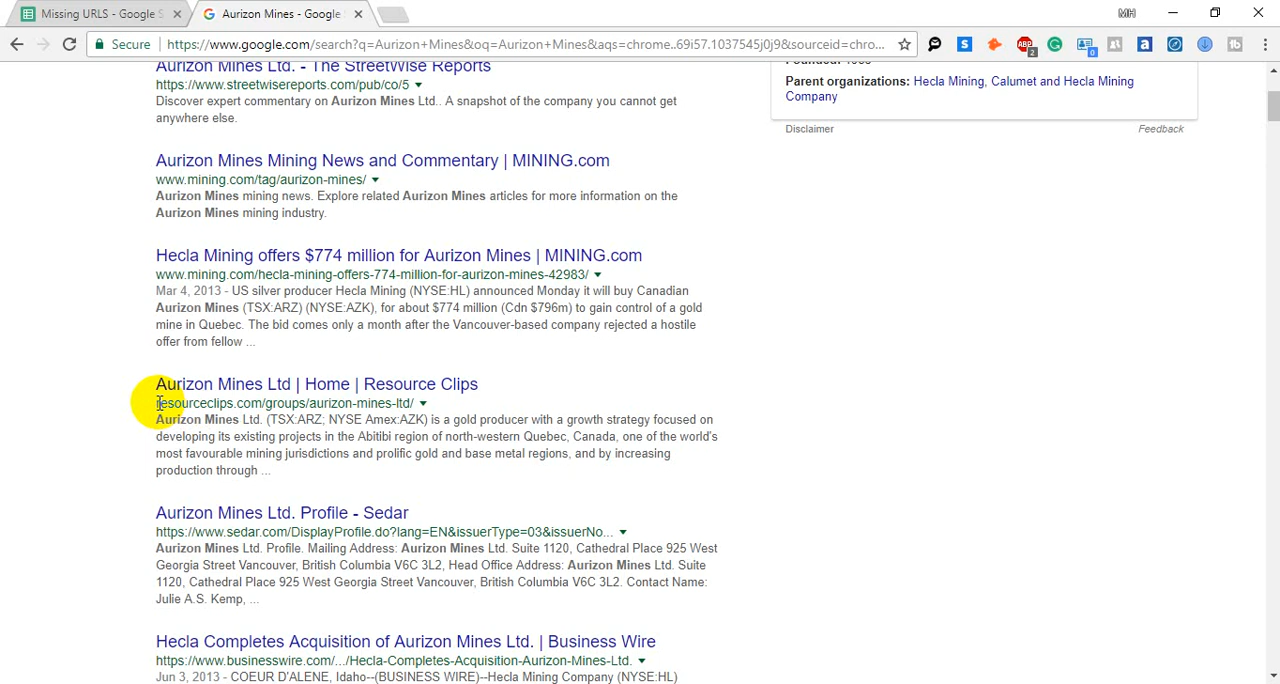 Missing URLS - Google S
Aurizon Mines - Google
MH
Secure
https://www.google.com/search?q=Aurizon+Mines&oq=Aurizon+Mines&aqs=chrome..69i57.1037545j0j9&sourceid=chro...
Aurizon Mines Ltd. - The StreetWise Reports
https://www.streetwisereports.com/pub/co/5
Discover expert commentary on Aurizon Mines Ltd.. A snapshot of the company you cannot get
anywhere else.
Parent organizations: Hecla Mining, Calumet and Hecla Mining
Company
Disclaimer
Feedback
Aurizon Mines Mining News and Commentary | MINING.com
www.mining.com/tag/aurizon-mines/
Aurizon Mines mining news. Explore related Aurizon Mines articles for more information on the
Aurizon Mines mining industry.
Hecla Mining offers $774 million for Aurizon Mines | MINING.com
www.mining.com/hecla-mining-offers-774-million-for-aurizon-mines-42983/
Mar 4, 2013 - US silver producer Hecla Mining (NYSE:HL) announced Monday it will buy Canadian
Aurizon Mines (TSX:ARZ) (NYSE:AZK), for about $774 million (Cdn $796m) to gain control of a gold
mine in Quebec. The bid comes only a month after the Vancouver-based company rejected a hostile
offer from fellow ...
Aurizon Mines Ltd | Home | Resource Clips
resourceclips.com/groups/aurizon-mines-ltd/
Aurizon Mines Ltd. (TSX:ARZ; NYSE Amex:AZK) is a gold producer with a growth strategy focused on
developing its existing projects in the Abitibi region of north-western Quebec, Canada, one of the world's
most favourable mining jurisdictions and prolific gold and base metal regions, and by increasing
production through ...
Aurizon Mines Ltd. Profile - Sedar
https://www.sedar.com/DisplayProfile.do?lang=EN&issuerType=03&issuerNo...
Aurizon Mines Ltd. Profile. Mailing Address: Aurizon Mines Ltd. Suite 1120, Cathedral Place 925 West
Georgia Street Vancouver, British Columbia V6C 3L2, Head Office Address: Aurizon Mines Ltd. Suite
1120, Cathedral Place 925 West Georgia Street Vancouver, British Columbia V6C 3L2. Contact Name:
Julie A.S. Kemp, ...
Hecla Completes Acquisition of Aurizon Mines Ltd. | Business Wire
https://www.businesswire.com/.../Hecla-Completes-Acquisition-Aurizon-Mines-Ltd.
Jun 3, 2013 - COEUR D'ALENE, Idaho--(BUSINESS WIRE)--Hecla Mining Company (NYSE:HL)